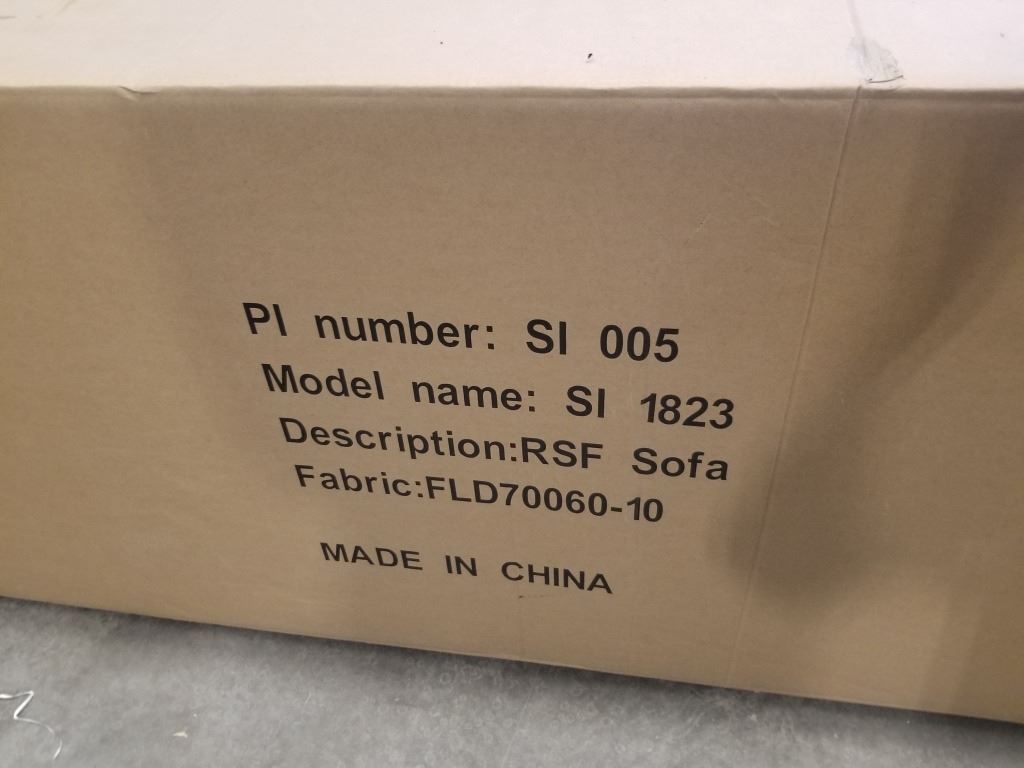 PI number: SI 005
Model name: SI 1823
Description:RSF Sofa
Fabric:FLD70060-10
MADE IN CHINA